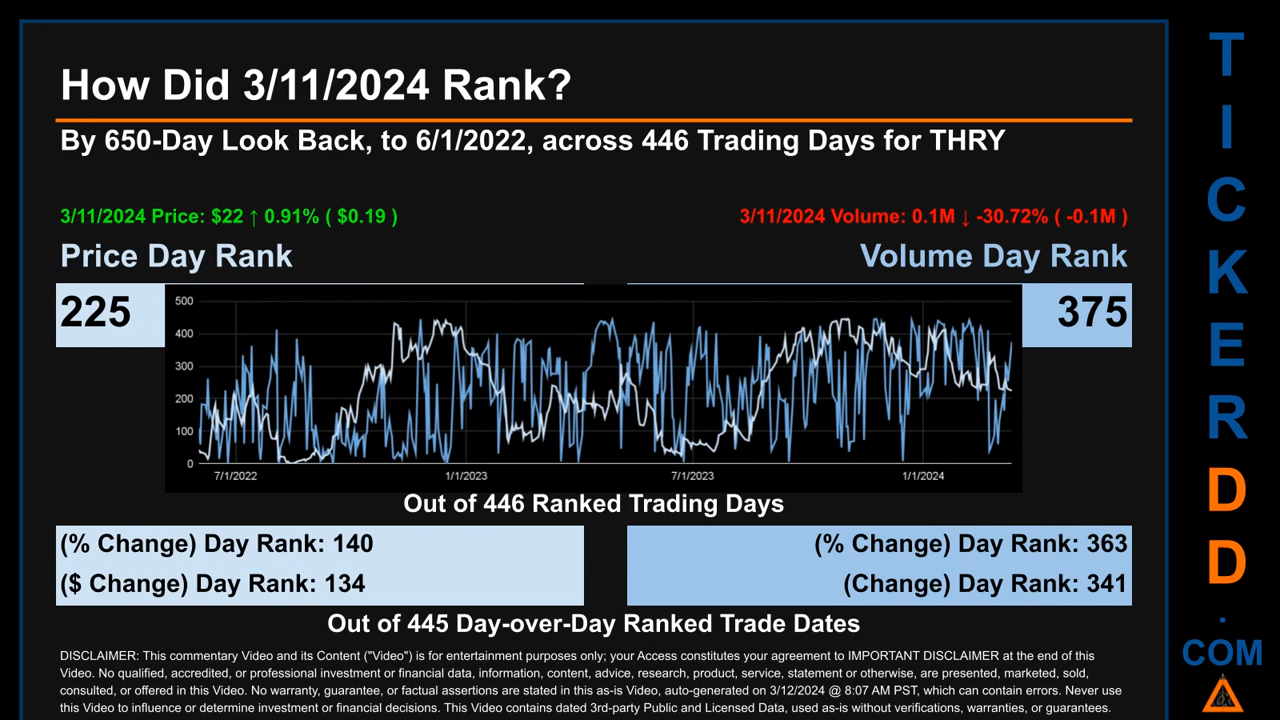 How Did 3/11/2024 Rank?
By 650-Day Look Back, to 6/1/2022, across 446 Trading Days for THRY
3/11/2024 Price: $22 ↑ 0.91% ( $0.19 )
3/11/2024 Volume: 0.1M ↓ -30.72% ( -0.1M )
Price Day Rank
Volume Day Rank
225
375
500
400
300
200
100
0
7/1/2022
1/1/2023
7/1/2023
1/1/2024
Out of 446 Ranked Trading Days
(% Change) Day Rank: 140
($ Change) Day Rank: 134
(% Change) Day Rank: 363
(Change) Day Rank: 341
Out of 445 Day-over-Day Ranked Trade Dates
DISCLAIMER: This commentary Video and its Content ("Video") is for entertainment purposes only; your Access constitutes your agreement to IMPORTANT DISCLAIMER at the end of this
Video. No qualified, accredited, or professional investment or financial data, information, content, advice, research, product, service, statement or otherwise, are presented, marketed, sold,
consulted, or offered in this Video. No warranty, guarantee, or factual assertions are stated in this as-is Video, auto-generated on 3/12/2024 @ 8:07 AM PST, which can contain errors. Never use
this Video to influence or determine investment or financial decisions. This Video contains dated 3rd-party Public and Licensed Data, used as-is without verifications, warranties, or guarantees.
T
I
C
K
E
R
D
D
.
COM